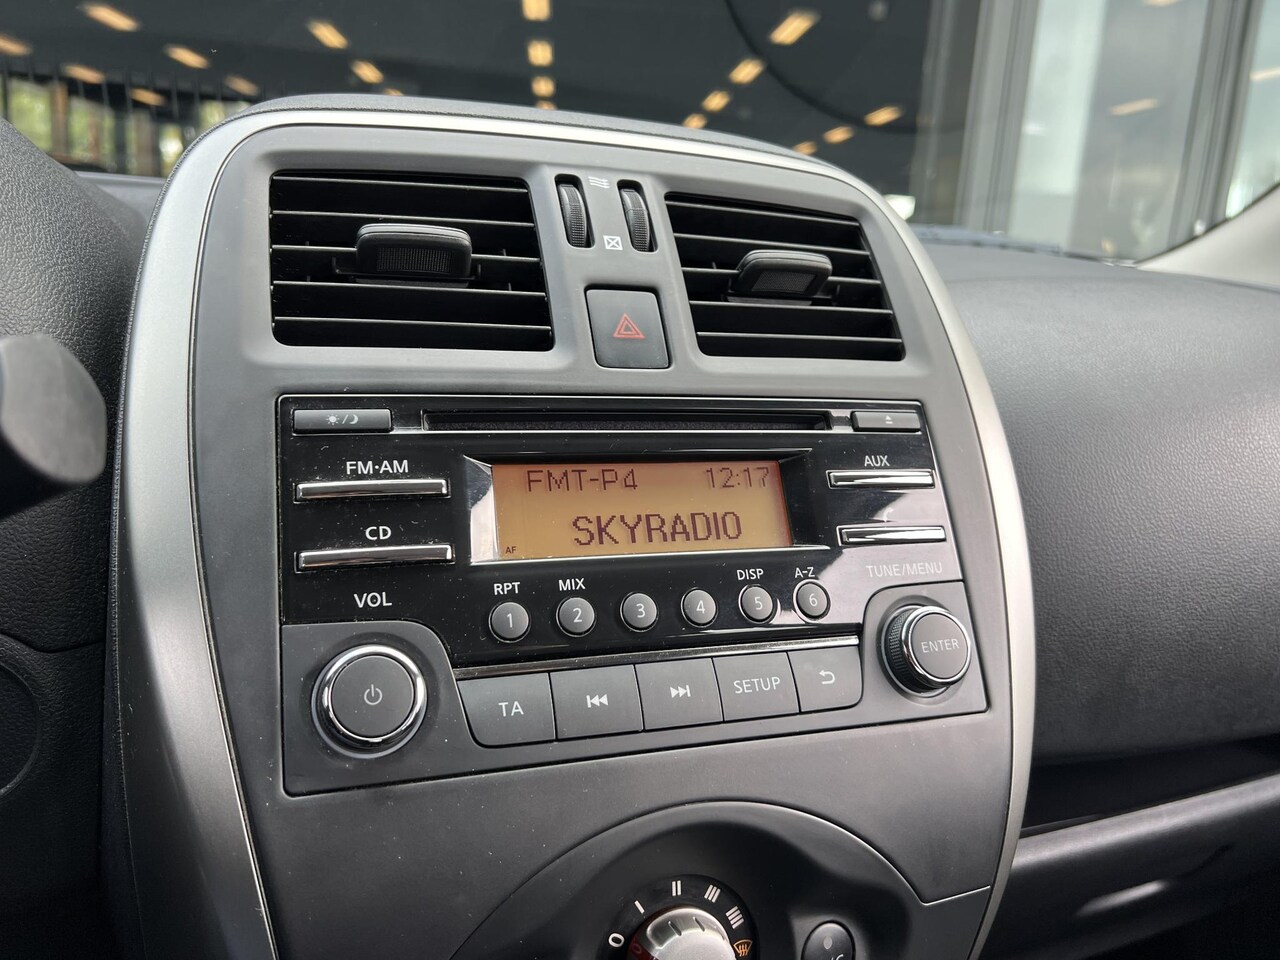 FM·AM
AUX
FMT-P4 12:17
SKYRADIO
AF
CD
VOL
RPT MIX DISP A-Z
1 2 3 4 5 6
TUNE/MENU
ENTER
TA SETUP
0